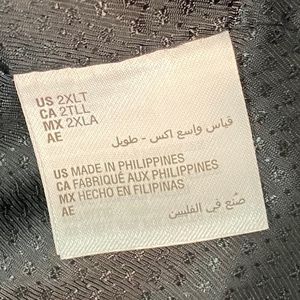 US 2XLT
CA 2TLL
MX 2XLA
AE قياس واسع اكس - طويل
US MADE IN PHILIPPINES
CA FABRIQUÉ AUX PHILIPPINES
MX HECHO EN FILIPINAS
AE صنع في الفلبين